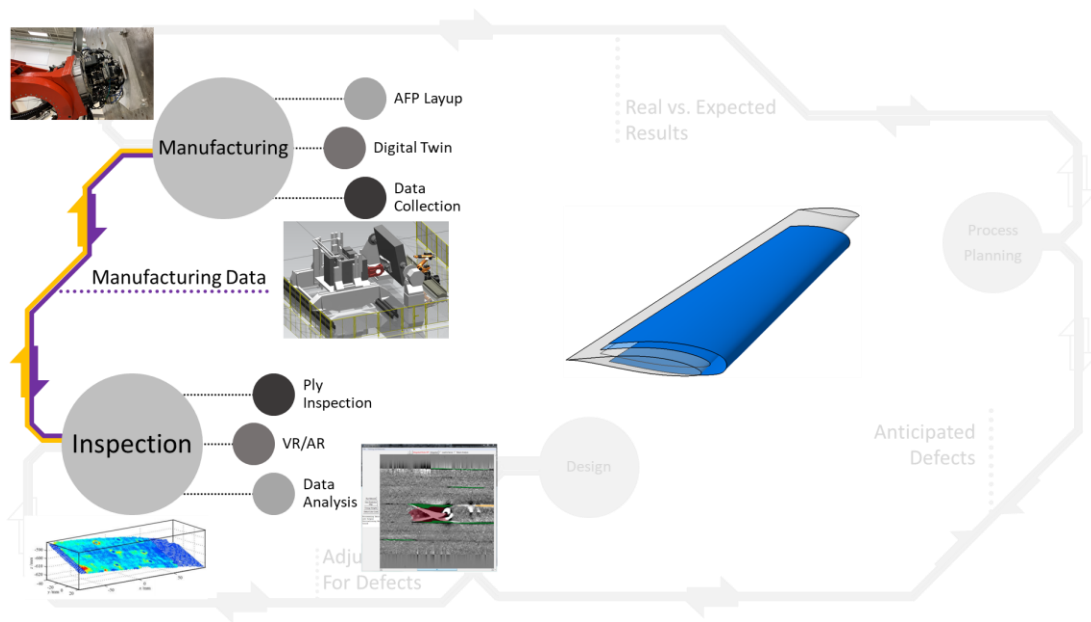 AFP Layup
Real vs. Expected
Results
Manufacturing
Digital Twin
Data
Collection
Process
Planning
Manufacturing Data
Ply
Inspection
Inspection
VR/AR
Anticipated
Defects
Design
Data
Analysis
Adju
For Defects